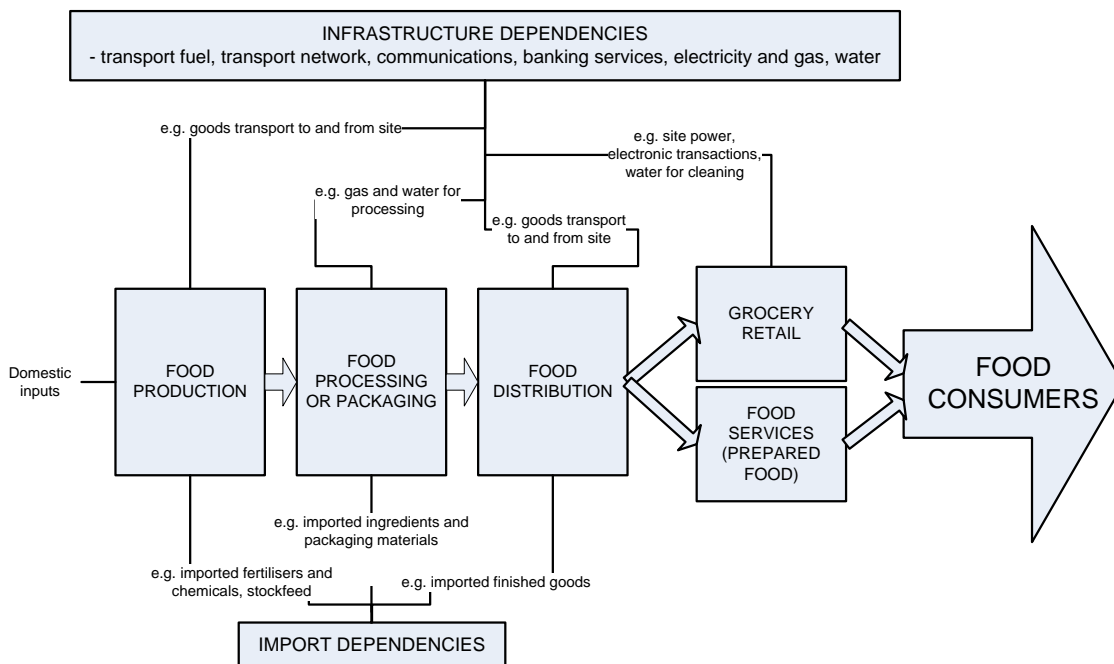 INFRASTRUCTURE DEPENDENCIES
- transport fuel, transport network, communications, banking services, electricity and gas, water
e.g. goods transport to and from site
e.g. site power,
electronic transactions,
water for cleaning
e.g. gas and water for
processing
e.g. goods transport
to and from site
Domestic
inputs
FOOD
PRODUCTION
FOOD
PROCESSING
OR PACKAGING
FOOD
DISTRIBUTION
GROCERY
RETAIL
FOOD
SERVICES
(PREPARED
FOOD)
FOOD
CONSUMERS
e.g. imported ingredients and
packaging materials
e.g. imported fertilisers and
chemicals, stockfeed
e.g. imported finished goods
IMPORT DEPENDENCIES